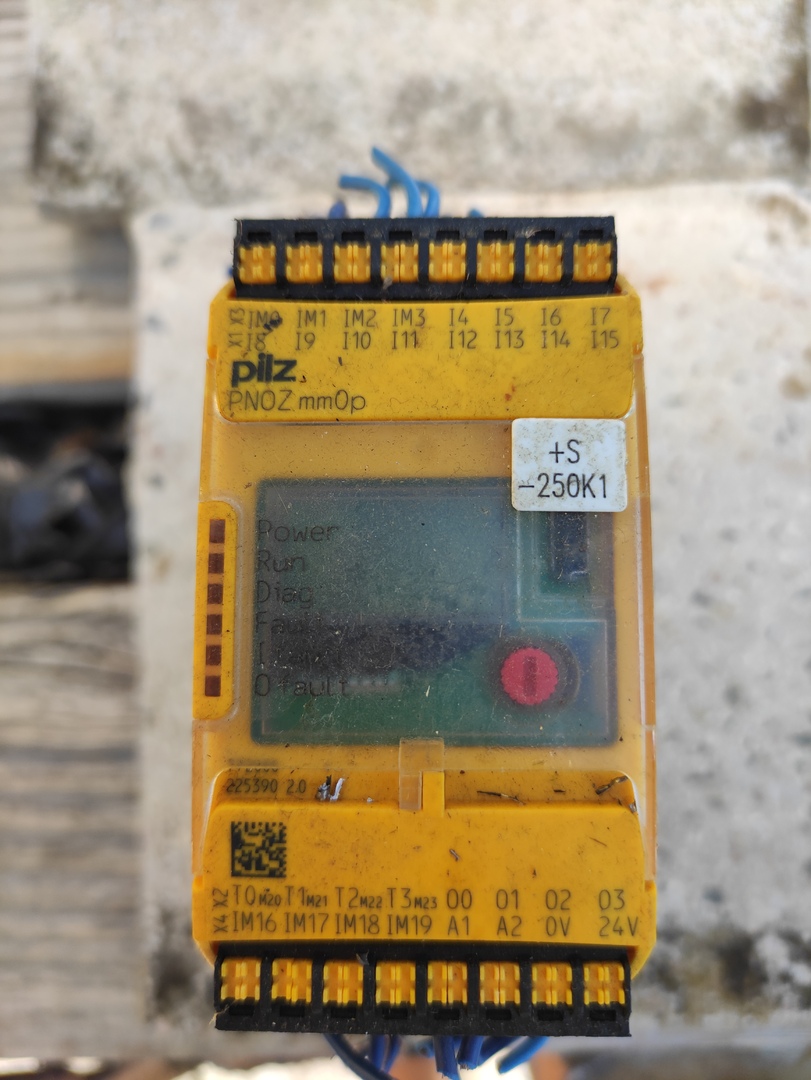 X3 IM0 IM1 IM2 IM3 I4 I5 I6 I7
X1 I8 I9 I10 I11 I12 I13 I14 I15
pilz
PNOZ mm0p
+S
-250K1
Power
Run
Diag
Fault
O fault
225390 2.0
X2 T0M20 T1M21 T2M22 T3M23 O0 O1 O2 O3
X4 IM16 IM17 IM18 IM19 A1 A2 0V 24V